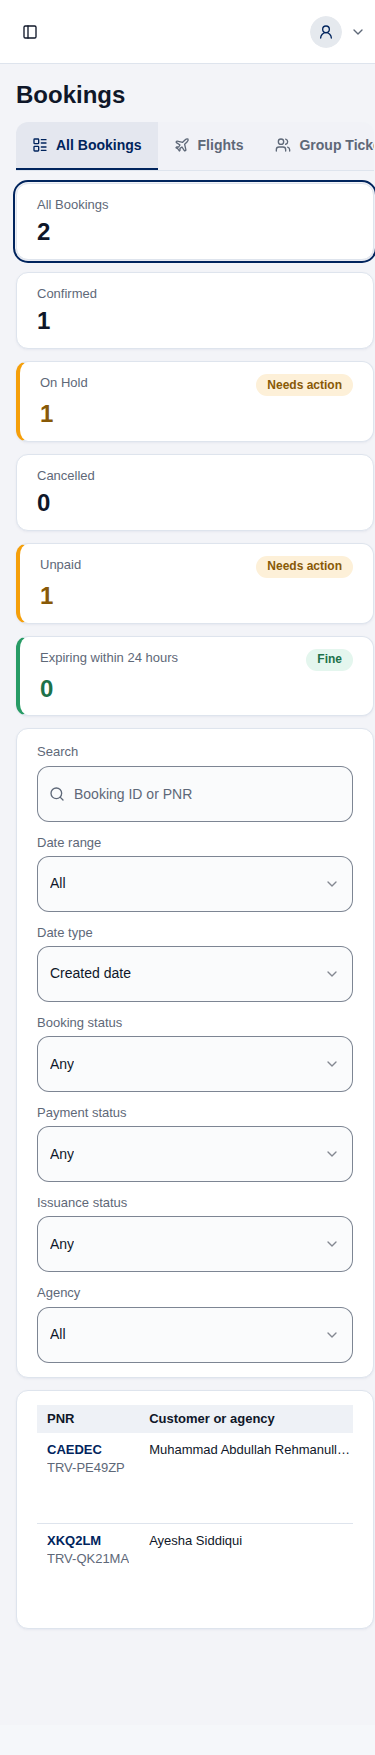 Bookings
All Bookings
Flights
Group Tick
All Bookings
2
Confirmed
1
On Hold
Needs action
1
Cancelled
0
Unpaid
Needs action
1
Expiring within 24 hours
Fine
0
Search
Booking ID or PNR
Date range
All
Date type
Created date
Booking status
Any
Payment status
Any
Issuance status
Any
Agency
All
PNR
Customer or agency
CAEDEC
Muhammad Abdullah Rehmanull…
TRV-PE49ZP
XKQ2LM
Ayesha Siddiqui
TRV-QK21MA